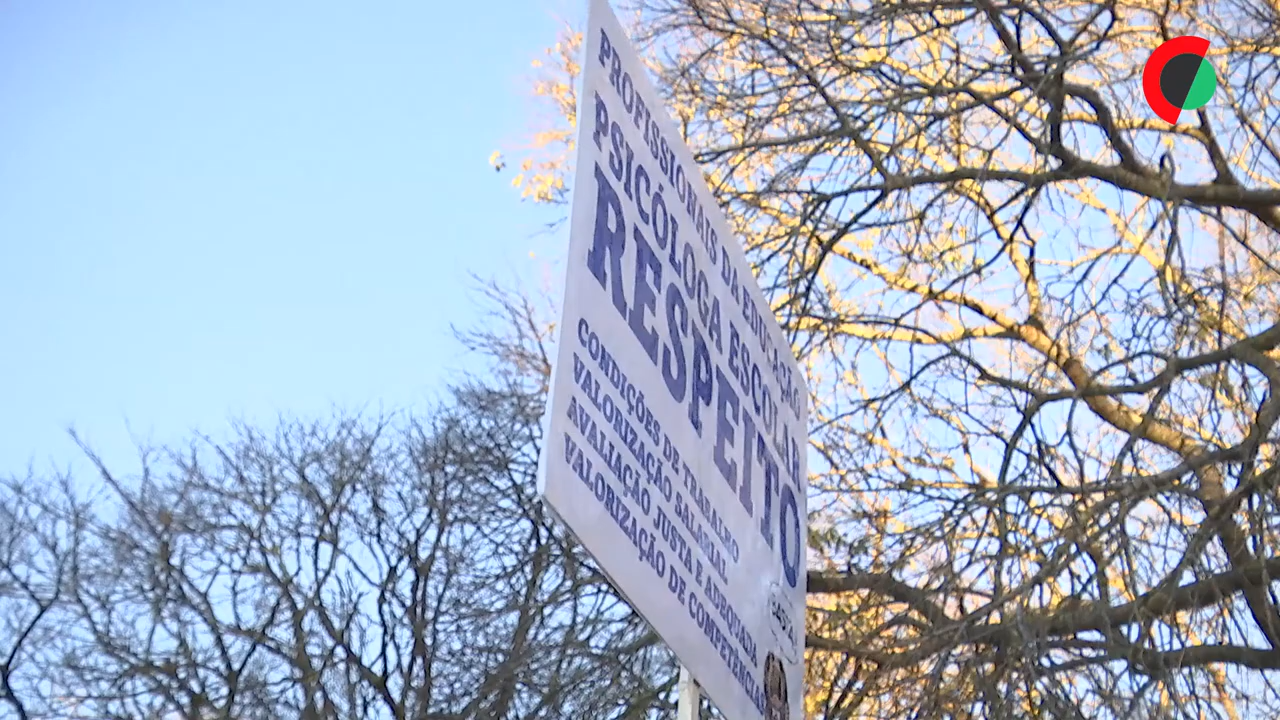 PROFISSIONAIS DA EDUCAÇÃO
PSICÓLOGA ESCOLAR
RESPEITO
CONDIÇÕES DE TRABALHO
VALORIZAÇÃO SALARIAL
AVALIAÇÃO JUSTA E ADEQUADA
VALORIZAÇÃO DE COMPETÊNCIAS